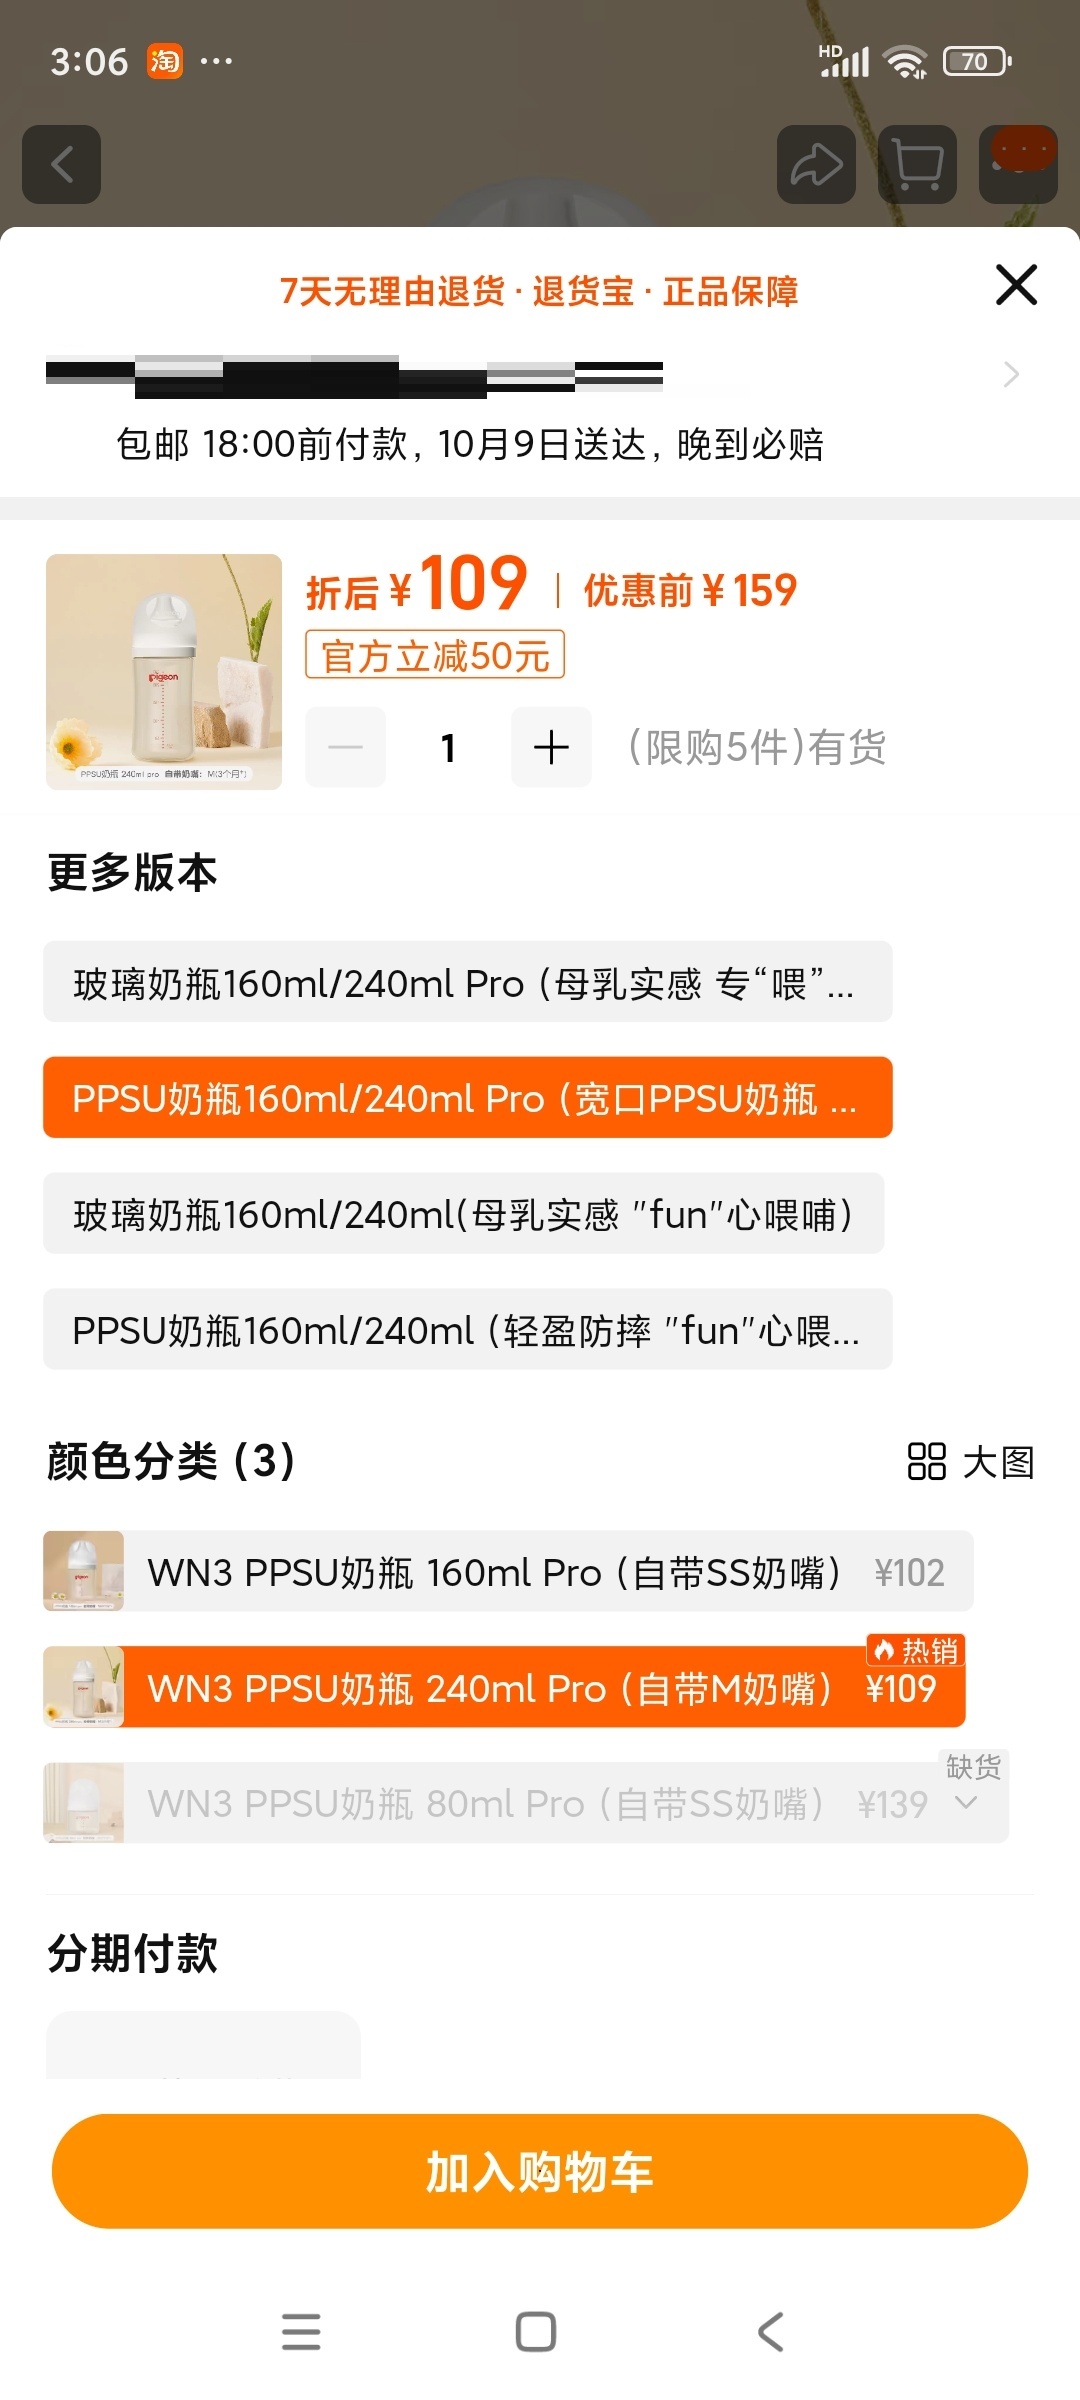 3:06 淘 ···
HD 70
7天无理由退货 · 退货宝 · 正品保障
包邮 18:00前付款, 10月9日送达, 晚到必赔
折后¥109 | 优惠前¥159
官方立减50元
1 (限购5件)有货
pigeon
PPSU奶瓶 240ml pro 自带奶嘴: M(3个月+)
更多版本
玻璃奶瓶160ml/240ml Pro (母乳实感 专“喂”...
PPSU奶瓶160ml/240ml Pro (宽口PPSU奶瓶 ...
玻璃奶瓶160ml/240ml(母乳实感 "fun"心喂哺)
PPSU奶瓶160ml/240ml (轻盈防摔 "fun"心喂...
颜色分类 (3) 大图
WN3 PPSU奶瓶 160ml Pro (自带SS奶嘴) ¥102
热销
WN3 PPSU奶瓶 240ml Pro (自带M奶嘴) ¥109
缺货
WN3 PPSU奶瓶 80ml Pro (自带SS奶嘴) ¥139
分期付款
加入购物车